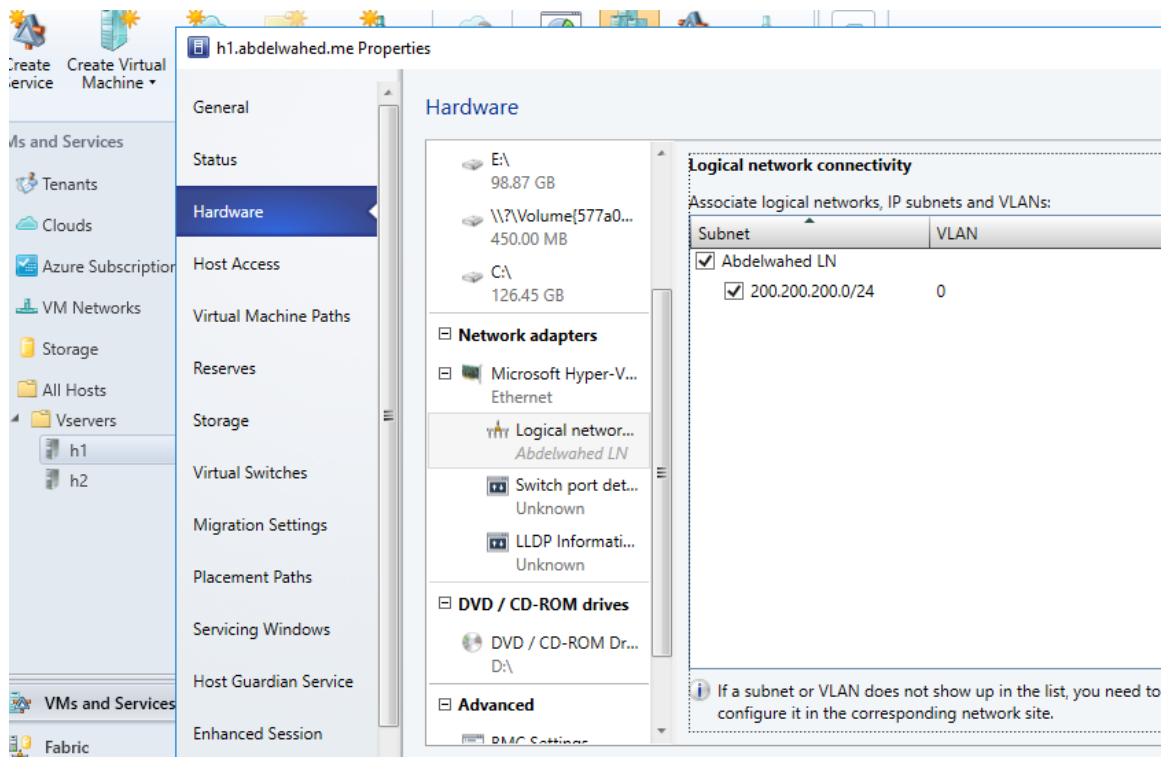 Create Virtual
Machine
h1.abdelwahed.me Properties
VMs and Services
Tenants
Clouds
Azure Subscription
VM Networks
Storage
All Hosts
Vservers
h1
h2
VMs and Services
Fabric
General
Status
Hardware
Host Access
Virtual Machine Paths
Reserves
Storage
Virtual Switches
Migration Settings
Placement Paths
Servicing Windows
Host Guardian Service
Enhanced Session
Hardware
E:\
98.87 GB
\\?\Volume{577a0...
450.00 MB
C:\
126.45 GB
Network adapters
Microsoft Hyper-V...
Ethernet
Logical networ...
Abdelwahed LN
Switch port det...
Unknown
LLDP Informati...
Unknown
DVD / CD-ROM drives
DVD / CD-ROM Dr...
D:\
Advanced
BMC Settings
Logical network connectivity
Associate logical networks, IP subnets and VLANs:
Subnet VLAN
Abdelwahed LN
200.200.200.0/24 0
If a subnet or VLAN does not show up in the list, you need to
configure it in the corresponding network site.